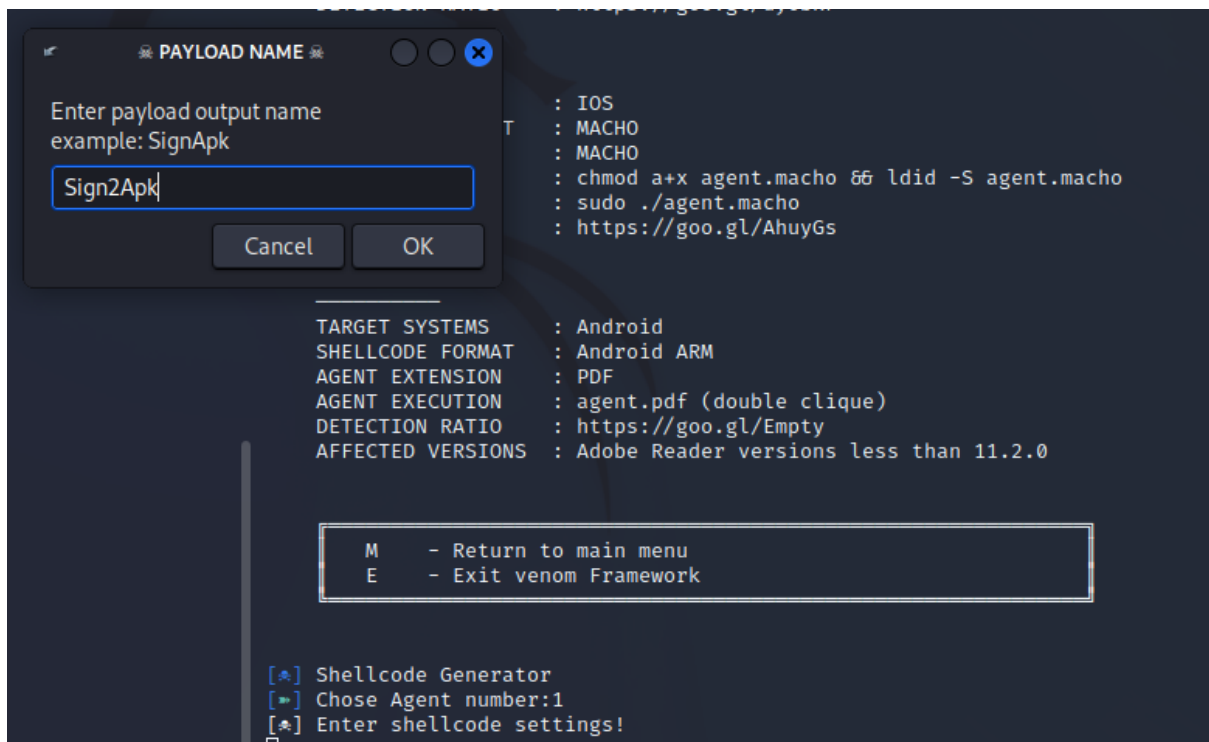 ☠ PAYLOAD NAME ☠
Enter payload output name
example: SignApk
Sign2Apk
Cancel OK
: IOS
T : MACHO
: MACHO
: chmod a+x agent.macho && ldid -S agent.macho
: sudo ./agent.macho
: https://goo.gl/AhuyGs
TARGET SYSTEMS : Android
SHELLCODE FORMAT : Android ARM
AGENT EXTENSION : PDF
AGENT EXECUTION : agent.pdf (double clique)
DETECTION RATIO : https://goo.gl/Empty
AFFECTED VERSIONS : Adobe Reader versions less than 11.2.0
M - Return to main menu
E - Exit venom Framework
[☠] Shellcode Generator
[➽] Chose Agent number:1
[☠] Enter shellcode settings!